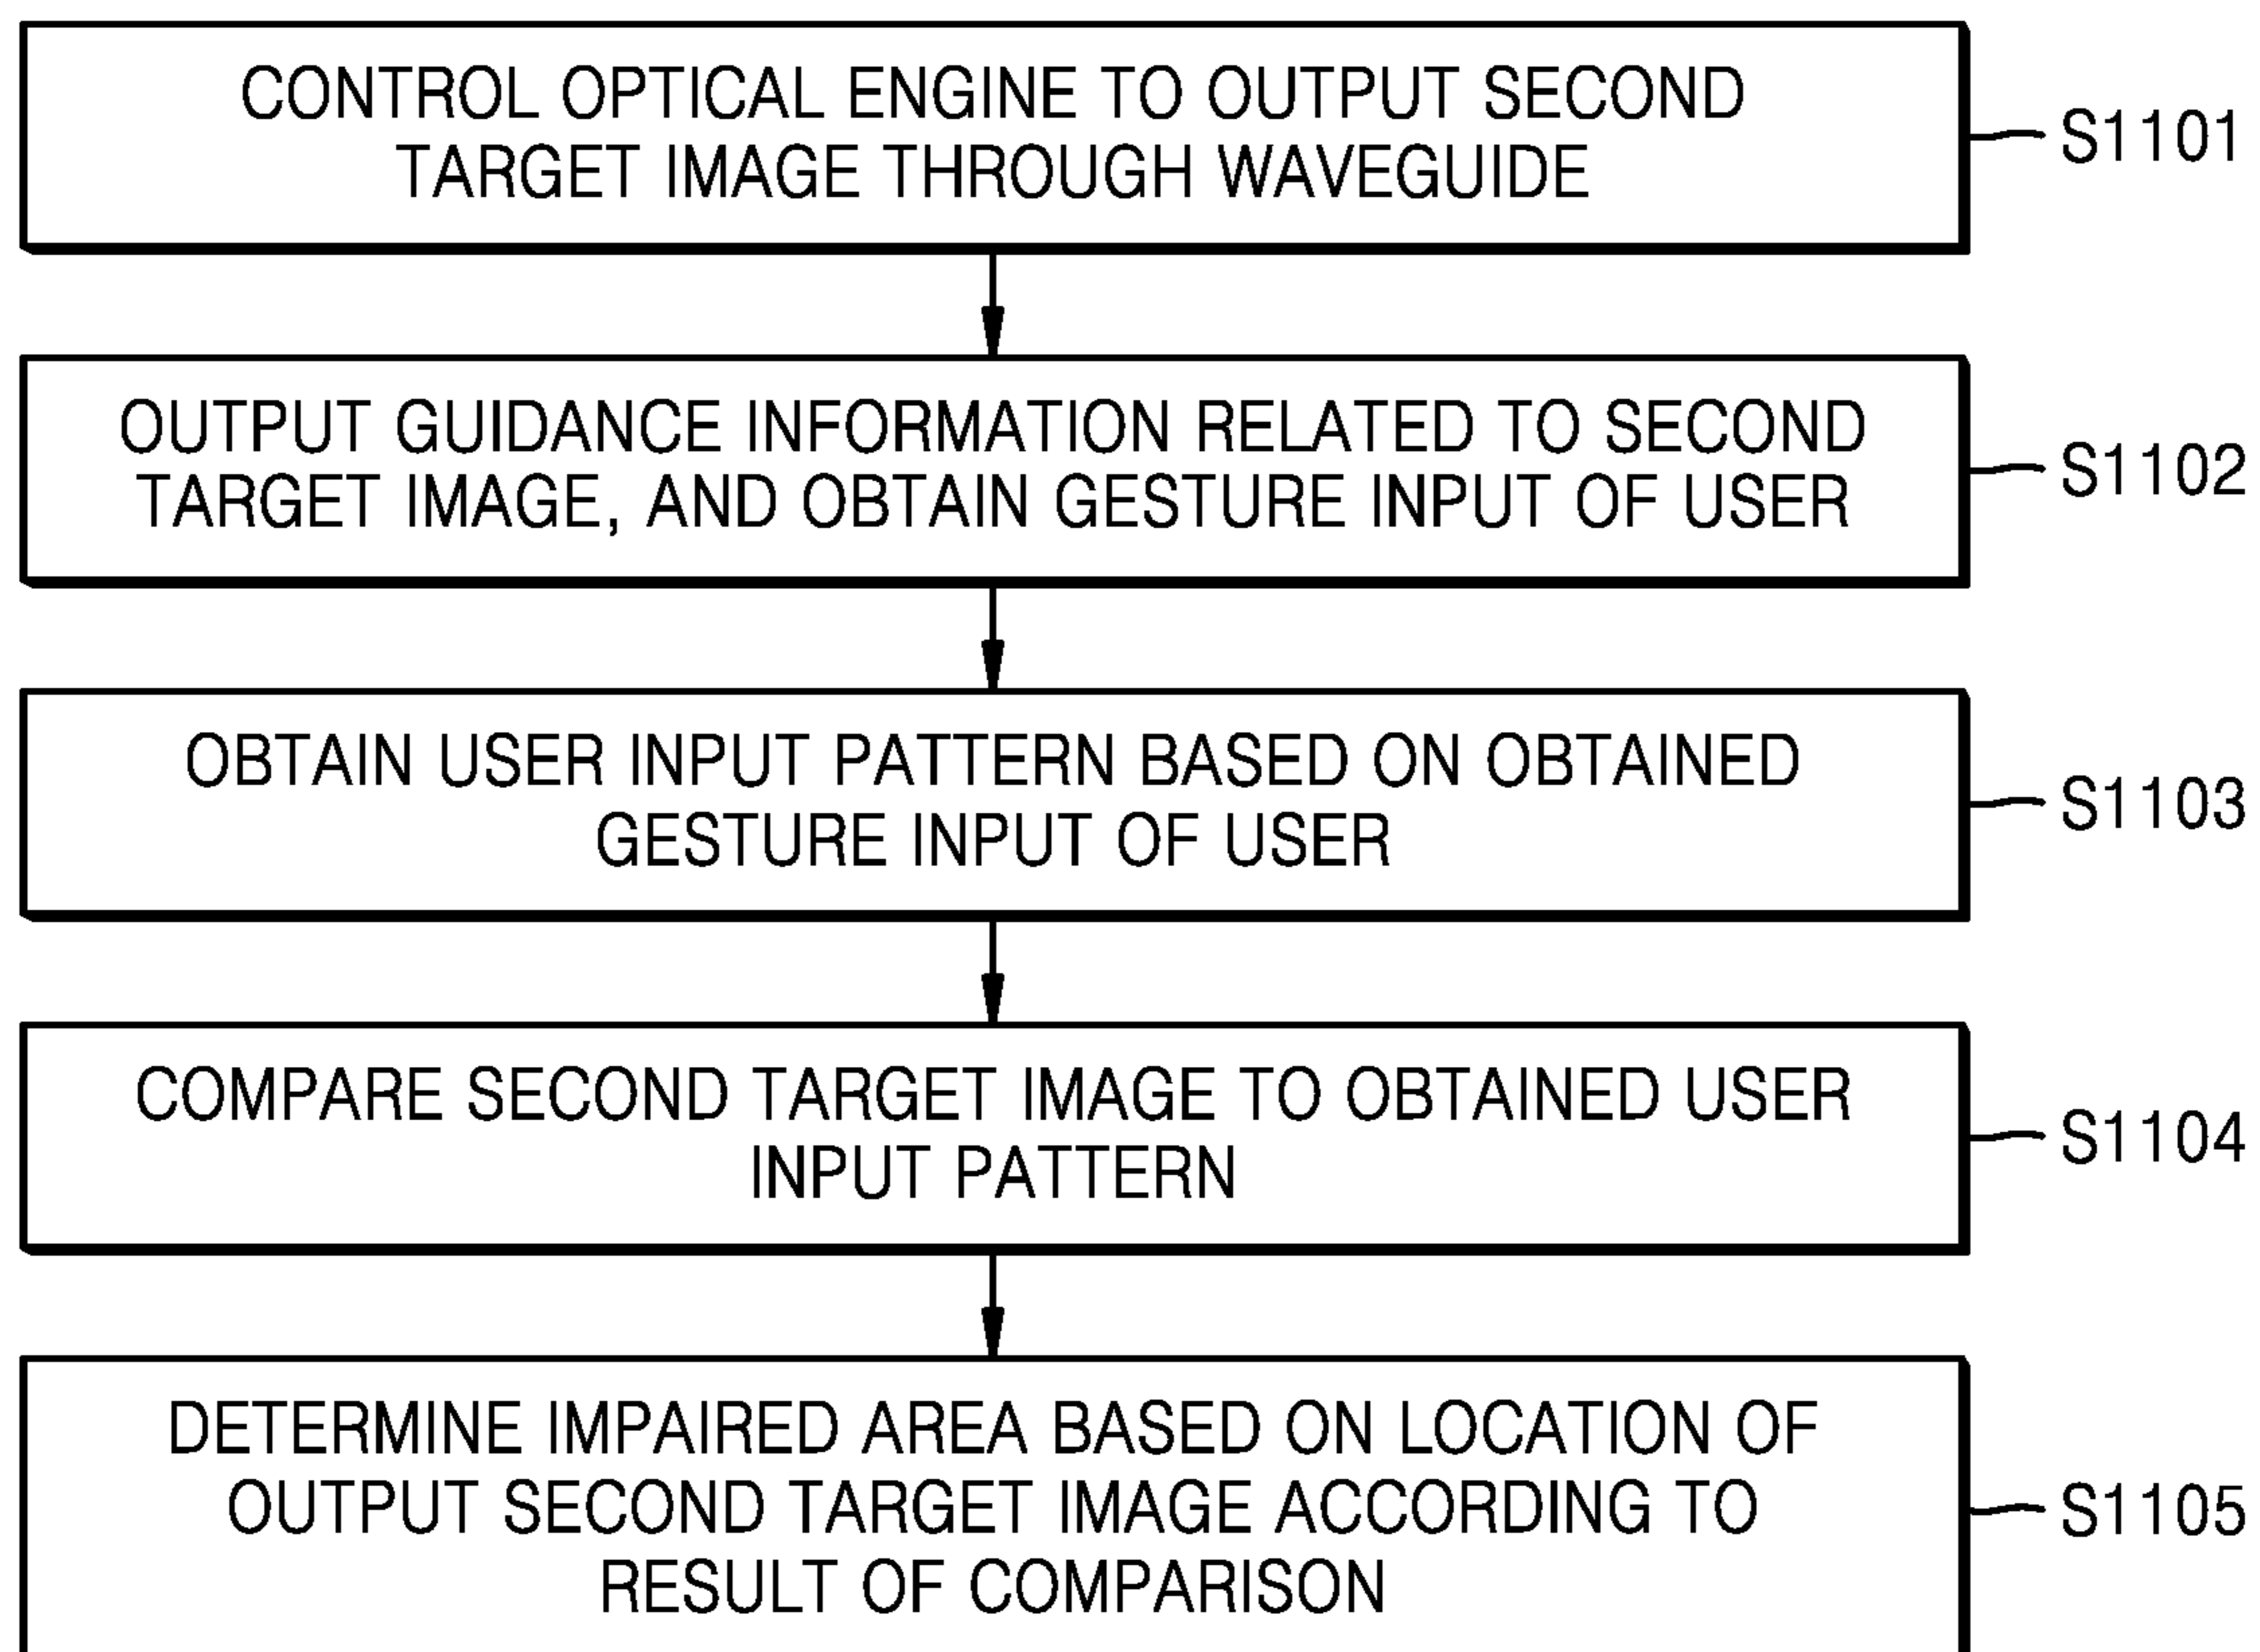 CONTROL OPTICAL ENGINE TO OUTPUT SECOND
TARGET IMAGE THROUGH WAVEGUIDE
S1101
OUTPUT GUIDANCE INFORMATION RELATED TO SECOND
TARGET IMAGE, AND OBTAIN GESTURE INPUT OF USER
S1102
OBTAIN USER INPUT PATTERN BASED ON OBTAINED
GESTURE INPUT OF USER
S1103
COMPARE SECOND TARGET IMAGE TO OBTAINED USER
INPUT PATTERN
S1104
DETERMINE IMPAIRED AREA BASED ON LOCATION OF
OUTPUT SECOND TARGET IMAGE ACCORDING TO
RESULT OF COMPARISON
S1105